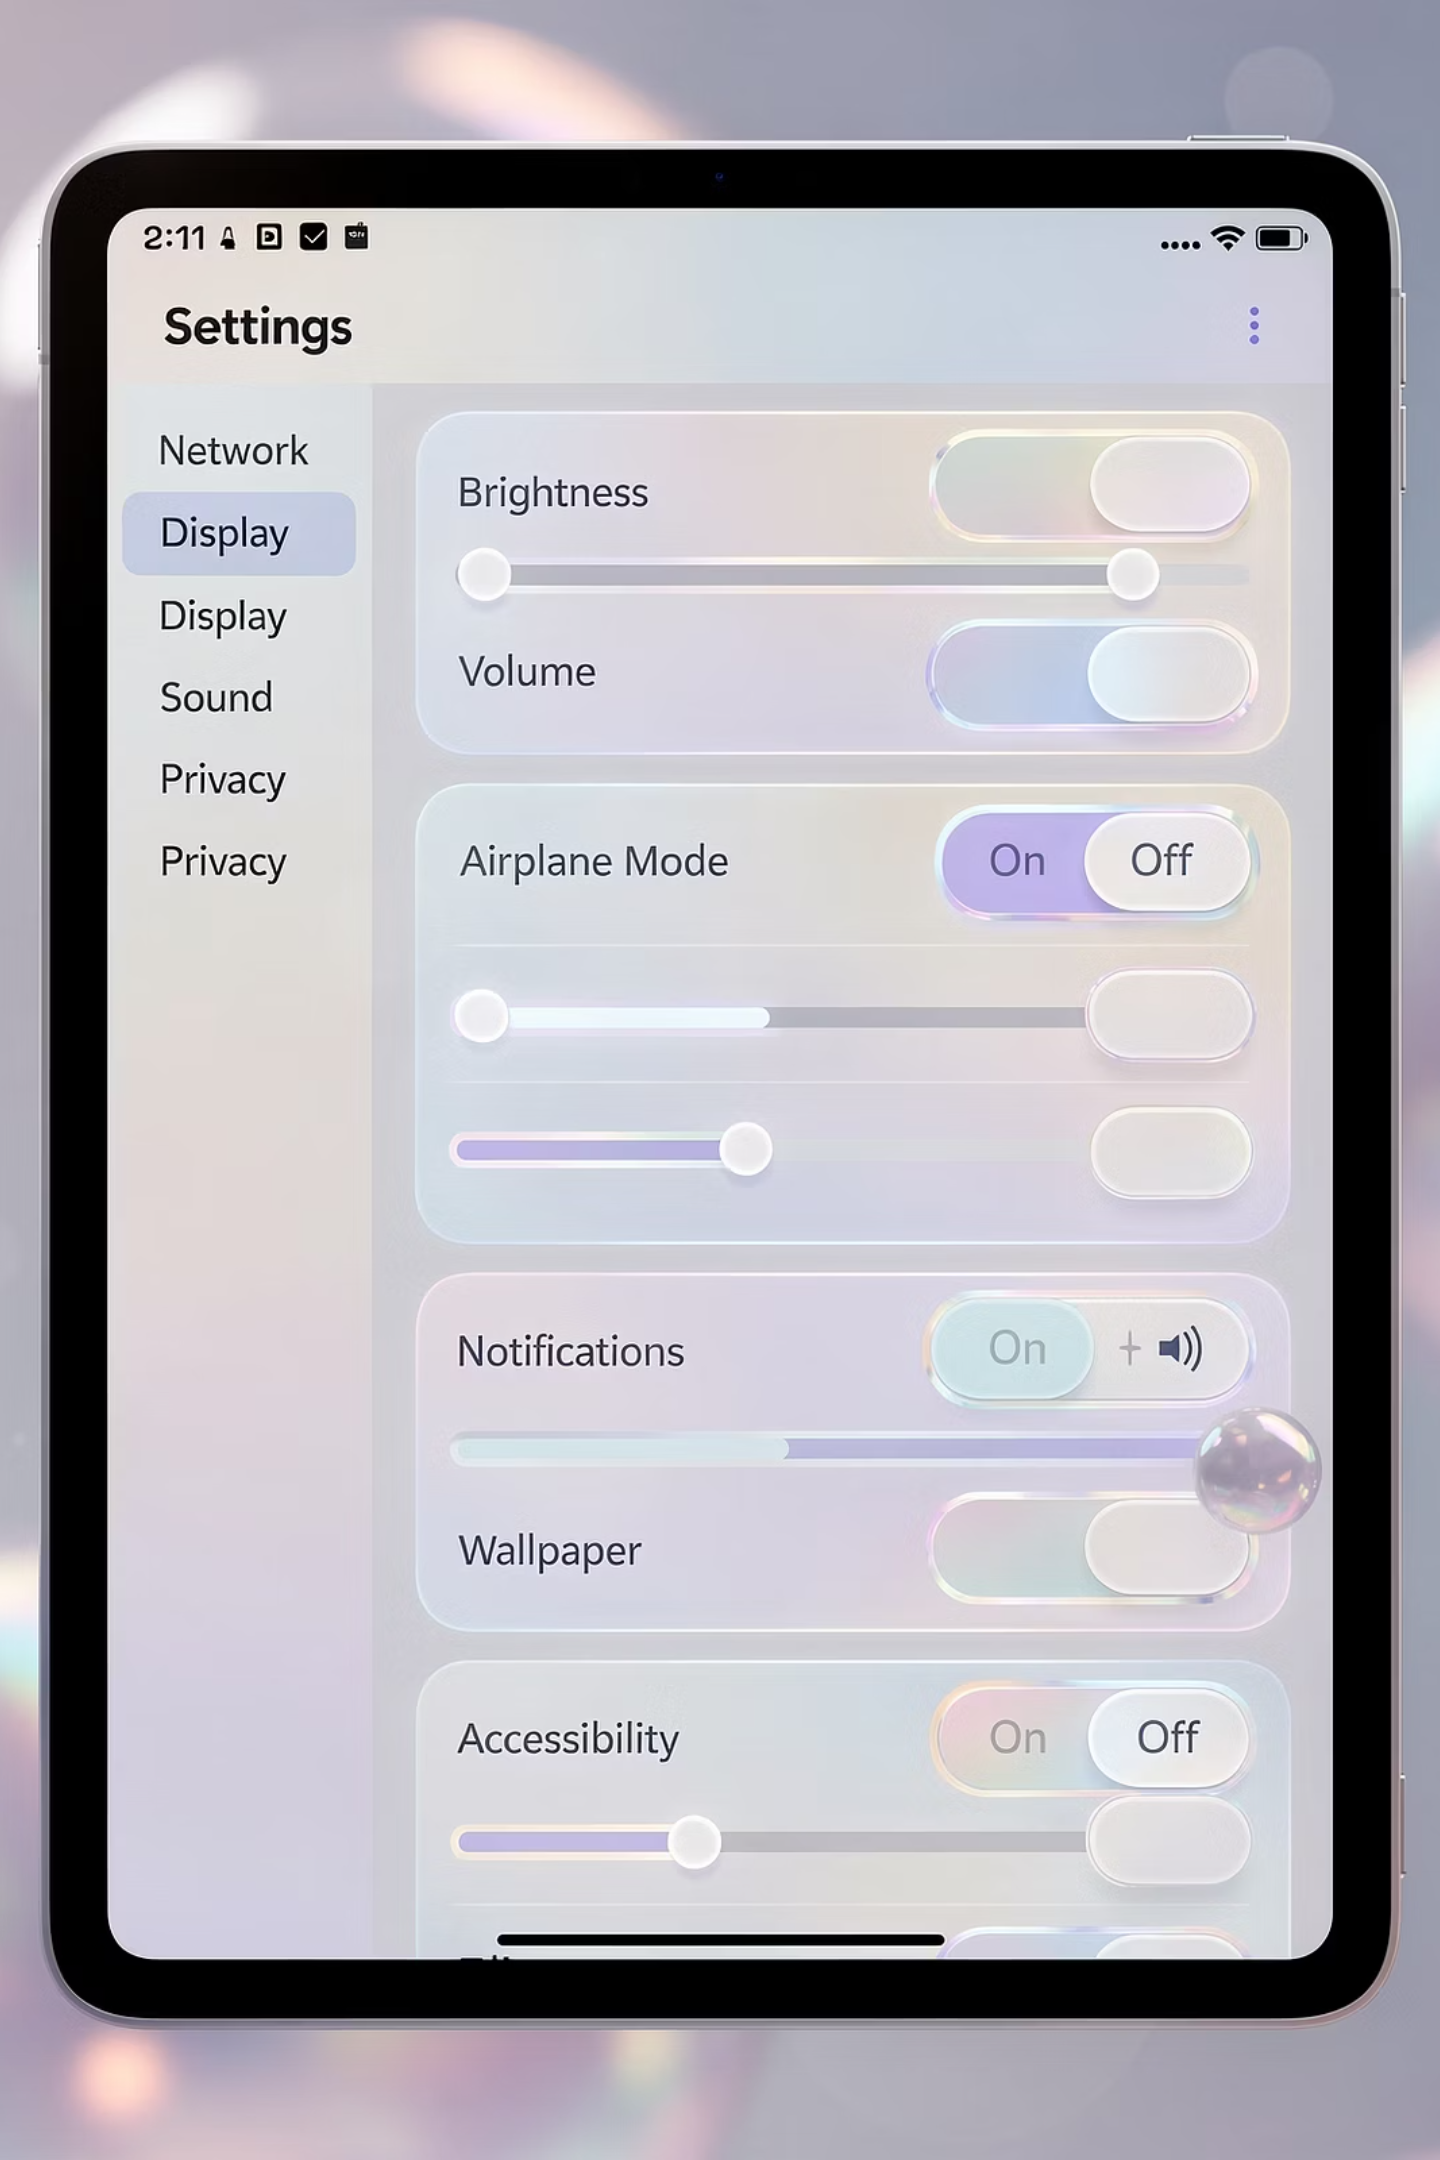 2:11
Settings
Network
Display
Display
Sound
Privacy
Privacy
Brightness
Volume
Airplane Mode
On Off
Notifications
On +
Wallpaper
Accessibility
On Off